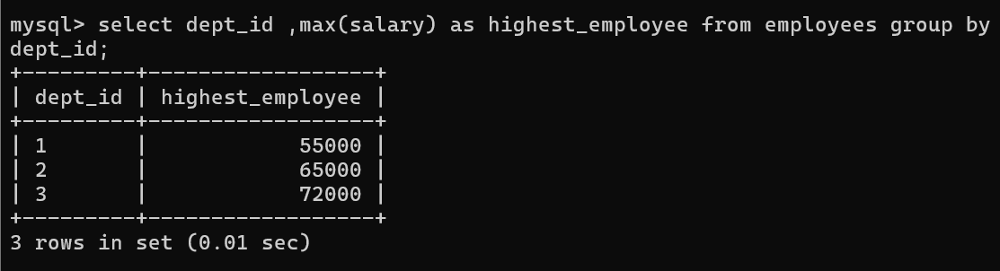 mysql> select dept_id ,max(salary) as highest_employee from employees group by
dept_id;
+---------+------------------+
| dept_id | highest_employee |
+---------+------------------+
| 1       |            55000 |
| 2       |            65000 |
| 3       |            72000 |
+---------+------------------+
3 rows in set (0.01 sec)